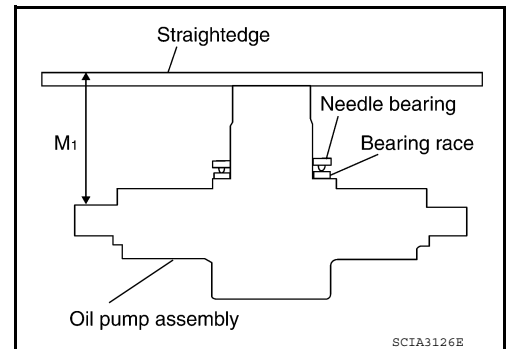 Straightedge
Needle bearing
M1
Bearing race
Oil pump assembly
SCIA3126E